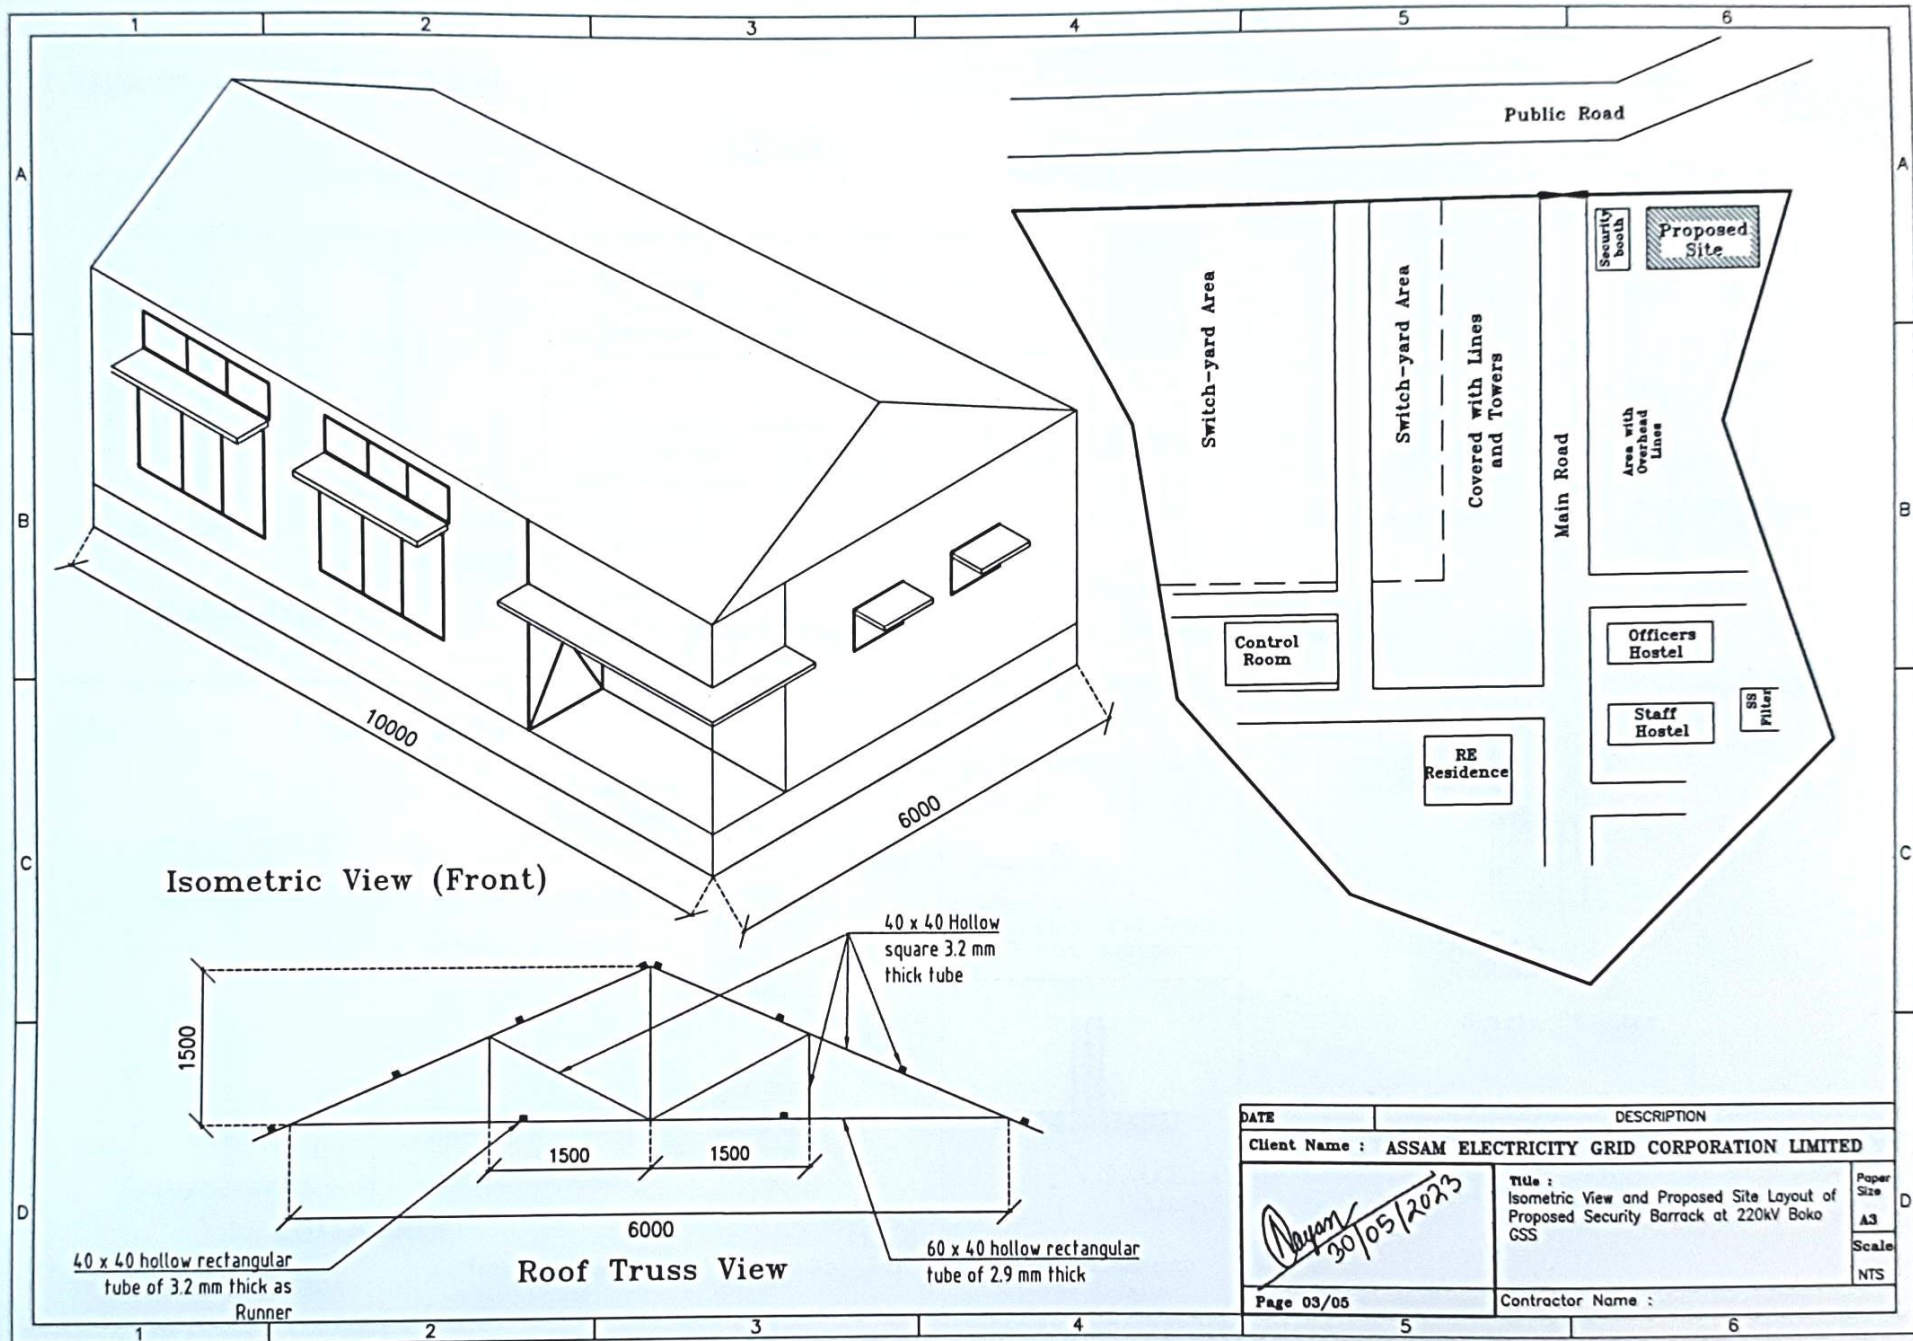 1 2 3 4 5 6
A
B
C
D
A
B
C
D
Public Road
Security
booth
Proposed
Site
Switch-yard Area
Switch-yard Area
Covered with Lines
and Towers
Main Road
Area with
Overhead
Lines
Control
Room
Officers
Hostel
Staff
Hostel
SS
Filter
RE
Residence
10000
6000
Isometric View (Front)
40 x 40 Hollow
square 3.2 mm
thick tube
1500
1500
1500
6000
40 x 40 hollow rectangular
tube of 3.2 mm thick as
Runner
60 x 40 hollow rectangular
tube of 2.9 mm thick
Roof Truss View
DATE DESCRIPTION
Client Name : ASSAM ELECTRICITY GRID CORPORATION LIMITED
30/05/2023
Title :
Isometric View and Proposed Site Layout of
Proposed Security Barrack at 220kV Boko
GSS
Paper
Size
A3
Scale
NTS
Page 03/05
Contractor Name :
1 2 3 4 5 6